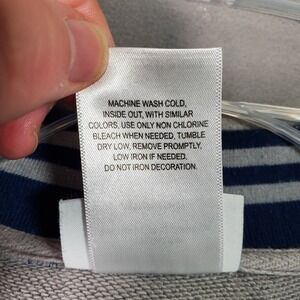 MACHINE WASH COLD,
INSIDE OUT, WITH SIMILAR
COLORS, USE ONLY NON CHLORINE
BLEACH WHEN NEEDED, TUMBLE
DRY LOW, REMOVE PROMPTLY,
LOW IRON IF NEEDED.
DO NOT IRON DECORATION.